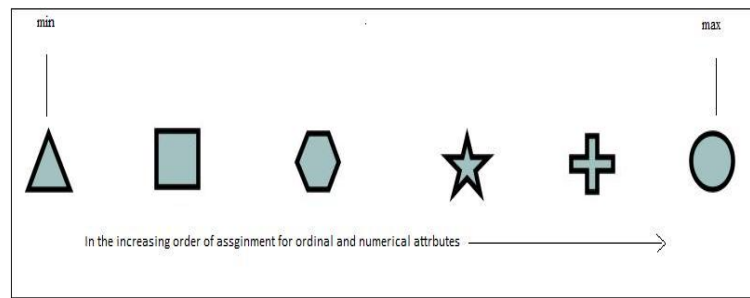 min
max
In the increasing order of assginment for ordinal and numerical attrbutes